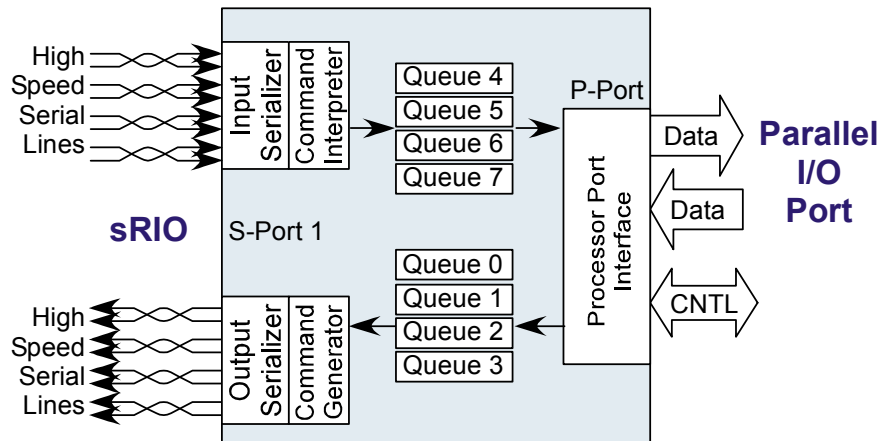 High
Speed
Serial
Lines
Input
Serializer
Command
Interpreter
Queue 4
Queue 5
Queue 6
Queue 7
P-Port
Processor Port
Interface
Data
Data
CNTL
Parallel
I/O
Port
sRIO
S-Port 1
Queue 0
Queue 1
Queue 2
Queue 3
High
Speed
Serial
Lines
Output
Serializer
Command
Generator